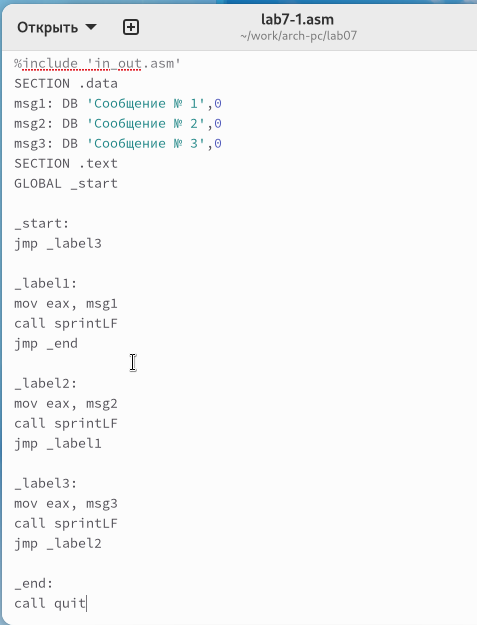 Открыть
lab7-1.asm
~/work/arch-pc/lab07
%include 'in_out.asm'
SECTION .data
msg1: DB 'Сообщение № 1',0
msg2: DB 'Сообщение № 2',0
msg3: DB 'Сообщение № 3',0
SECTION .text
GLOBAL _start
_start:
jmp _label3
_label1:
mov eax, msg1
call sprintLF
jmp _end
_label2:
mov eax, msg2
call sprintLF
jmp _label1
_label3:
mov eax, msg3
call sprintLF
jmp _label2
_end:
call quit